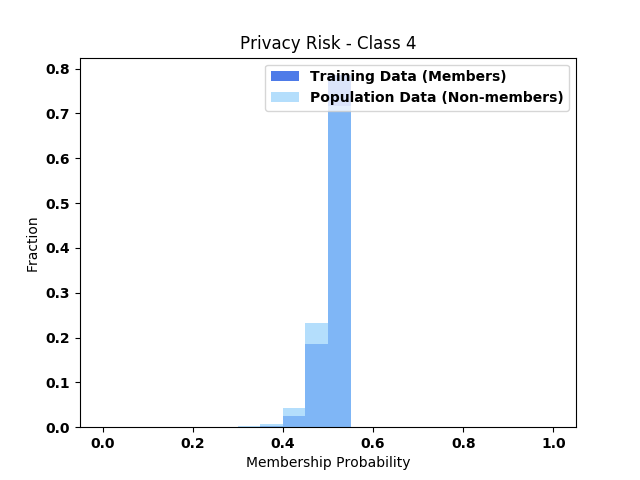 Privacy Risk - Class 4
Training Data (Members)
Population Data (Non-members)
Fraction
0.8
0.7
0.6
0.5
0.4
0.3
0.2
0.1
0.0
0.0 0.2 0.4 0.6 0.8 1.0
Membership Probability